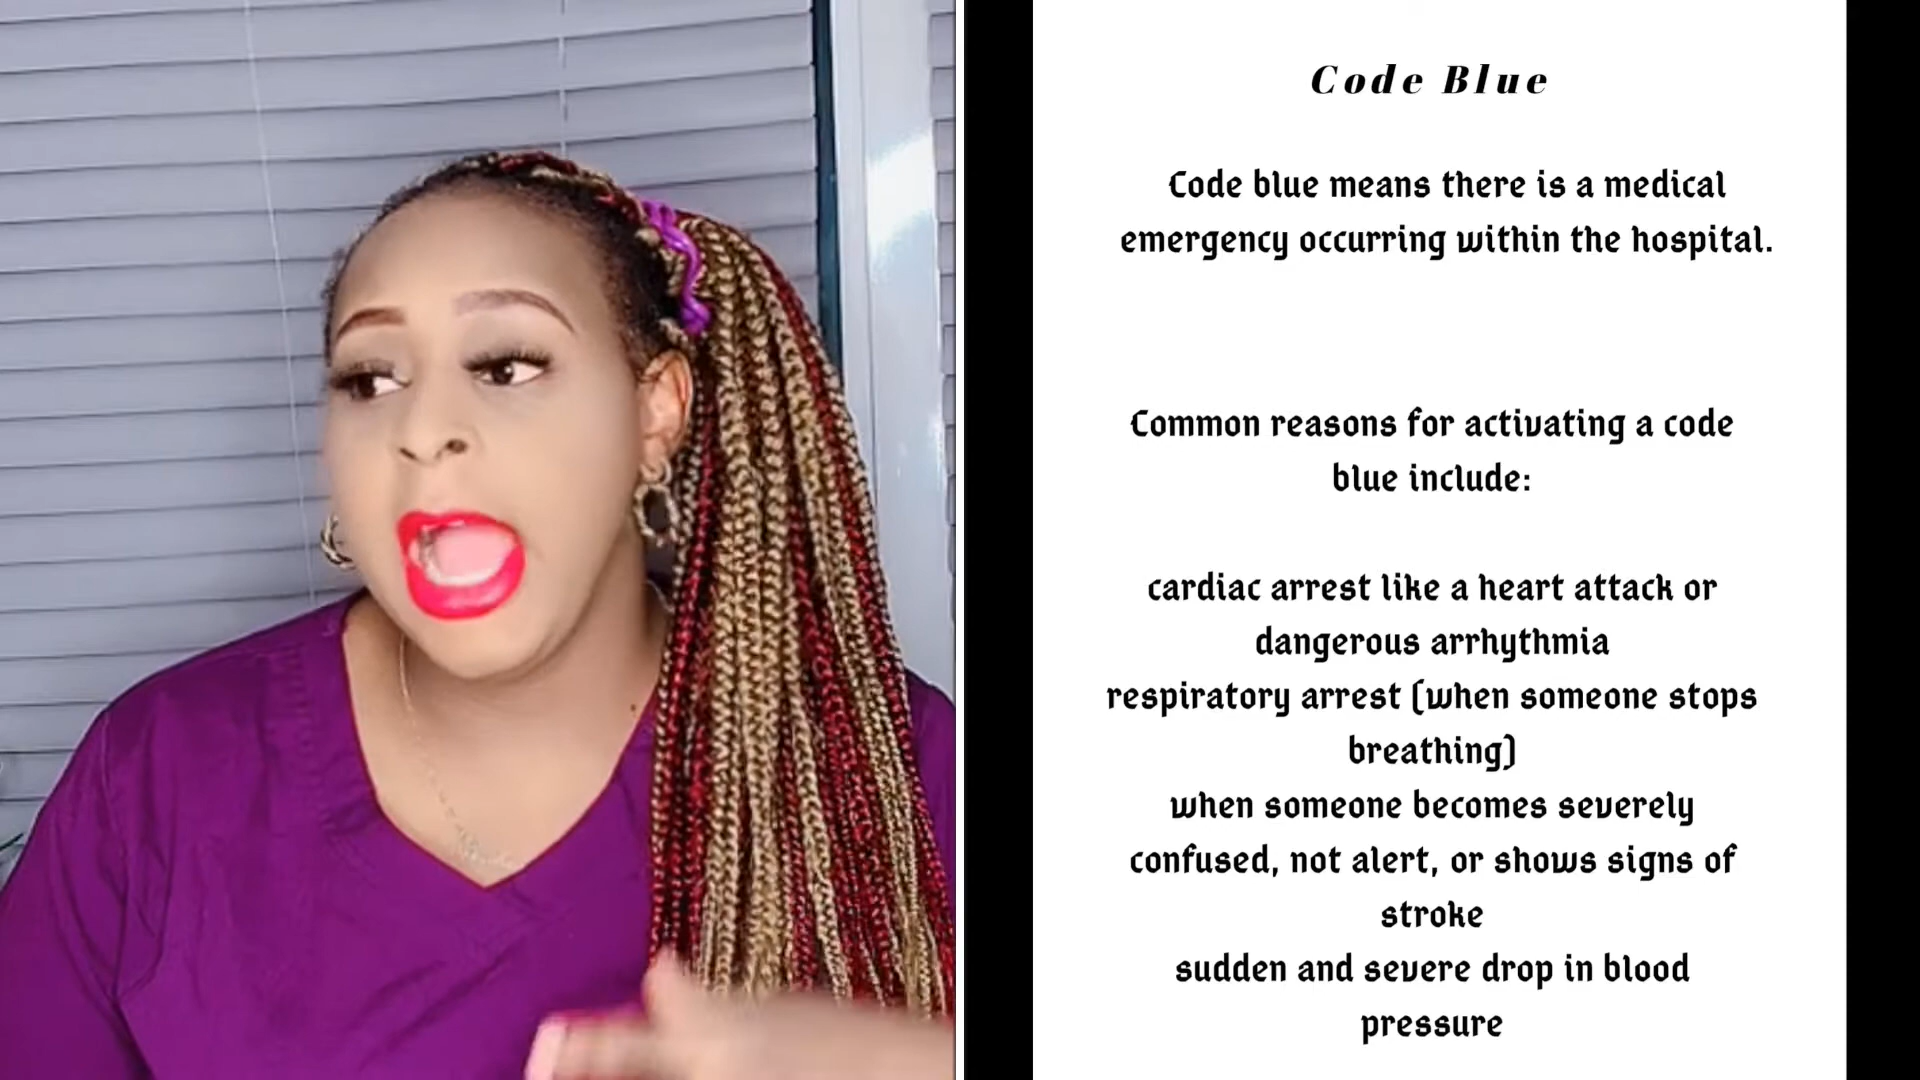 Code Blue
Code blue means there is a medical
emergency occurring within the hospital.
Common reasons for activating a code
blue include:
cardiac arrest like a heart attack or
dangerous arrhythmia
respiratory arrest (when someone stops
breathing)
when someone becomes severely
confused, not alert, or shows signs of
stroke
sudden and severe drop in blood
pressure